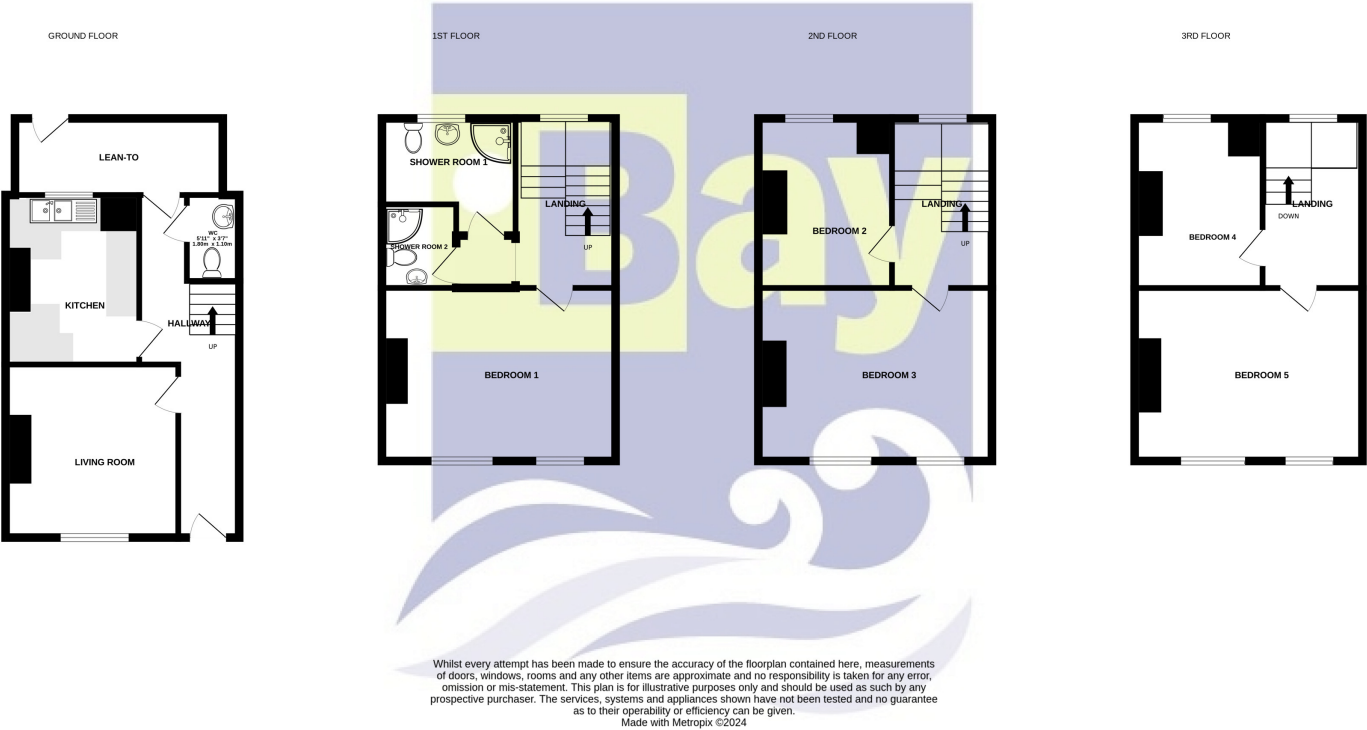 GROUND FLOOR
1ST FLOOR
2ND FLOOR
3RD FLOOR
LEAN-TO
WC
5'11" x 3'7"
1.80m x 1.10m
KITCHEN
HALLWAY
UP
LIVING ROOM
SHOWER ROOM 1
LANDING
SHOWER ROOM 2
UP
BEDROOM 1
LANDING
BEDROOM 2
UP
BEDROOM 3
LANDING
DOWN
BEDROOM 4
BEDROOM 5
Bay
Whilst every attempt has been made to ensure the accuracy of the floorplan contained here, measurements
of doors, windows, rooms and any other items are approximate and no responsibility is taken for any error,
omission or mis-statement. This plan is for illustrative purposes only and should be used as such by any
prospective purchaser. The services, systems and appliances shown have not been tested and no guarantee
as to their operability or efficiency can be given.
Made with Metropix ©2024